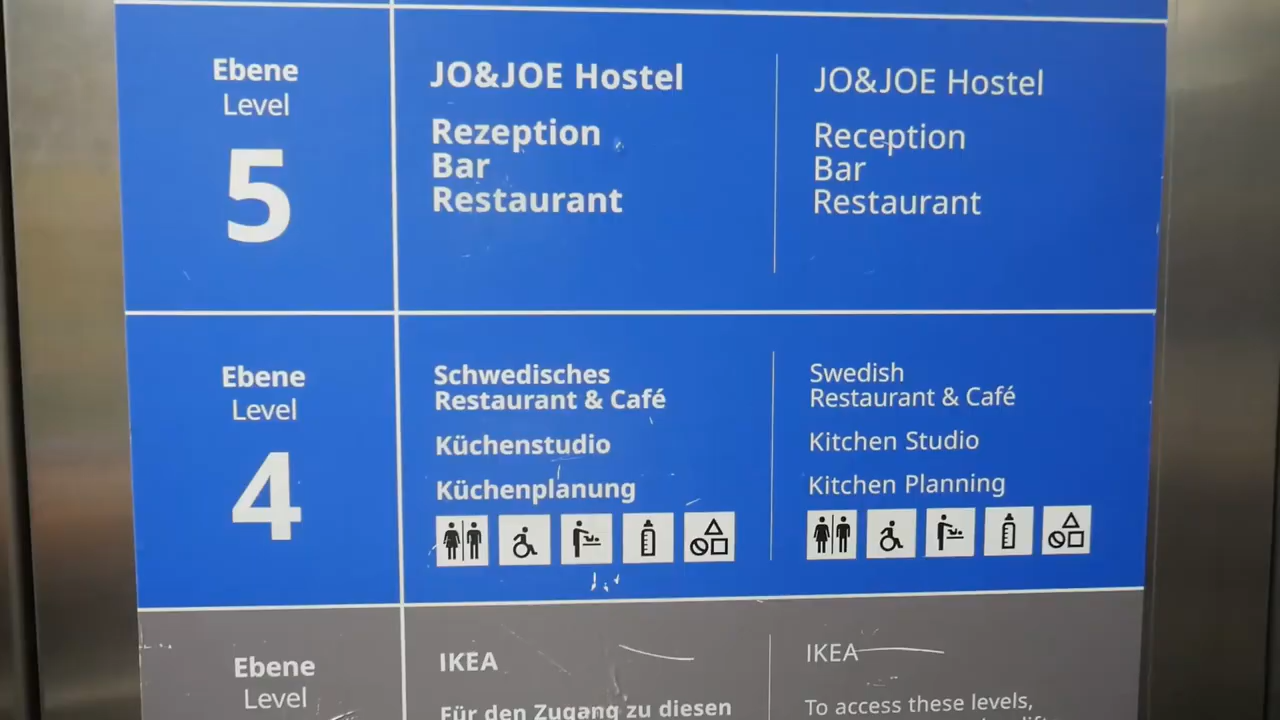 Ebene
Level
5
JO&JOE Hostel
Rezeption
Bar
Restaurant
JO&JOE Hostel
Reception
Bar
Restaurant
Ebene
Level
4
Schwedisches
Restaurant & Café
Küchenstudio
Küchenplanung
Swedish
Restaurant & Café
Kitchen Studio
Kitchen Planning
Ebene
Level
IKEA
Für den Zugang zu diesen
IKEA
To access these levels,